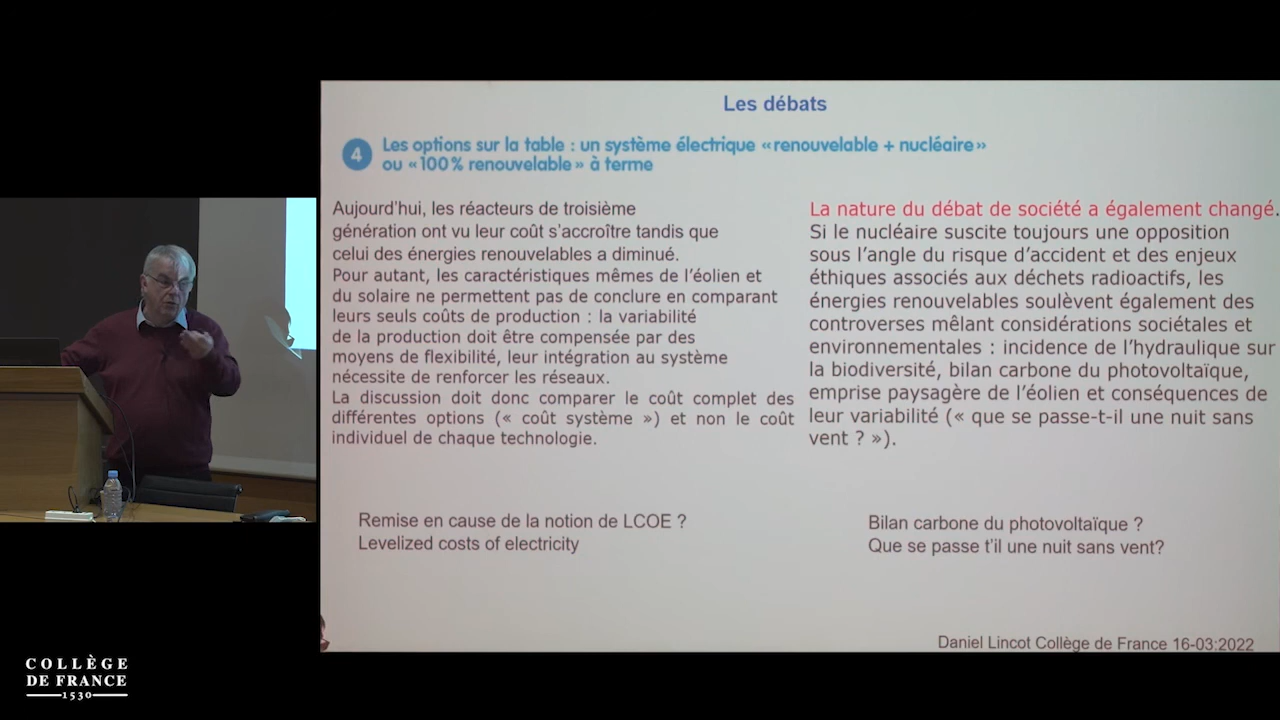 Les débats
4
Les options sur la table : un système électrique «renouvelable + nucléaire»
ou «100% renouvelable» à terme
Aujourd'hui, les réacteurs de troisième
génération ont vu leur coût s'accroître tandis que
celui des énergies renouvelables a diminué.
Pour autant, les caractéristiques mêmes de l'éolien et
du solaire ne permettent pas de conclure en comparant
leurs seuls coûts de production : la variabilité
de la production doit être compensée par des
moyens de flexibilité, leur intégration au système
nécessite de renforcer les réseaux.
La discussion doit donc comparer le coût complet des
différentes options (« coût système ») et non le coût
individuel de chaque technologie.
La nature du débat de société a également changé.
Si le nucléaire suscite toujours une opposition
sous l'angle du risque d'accident et des enjeux
éthiques associés aux déchets radioactifs, les
énergies renouvelables soulèvent également des
controverses mêlant considérations sociétales et
environnementales : incidence de l'hydraulique sur
la biodiversité, bilan carbone du photovoltaïque,
emprise paysagère de l'éolien et conséquences de
leur variabilité (« que se passe-t-il une nuit sans
vent ? »).
Remise en cause de la notion de LCOE ?
Levelized costs of electricity
Bilan carbone du photovoltaïque ?
Que se passe t'il une nuit sans vent?
Daniel Lincot Collège de France 16-03:2022
COLLÈGE
DE FRANCE
1530